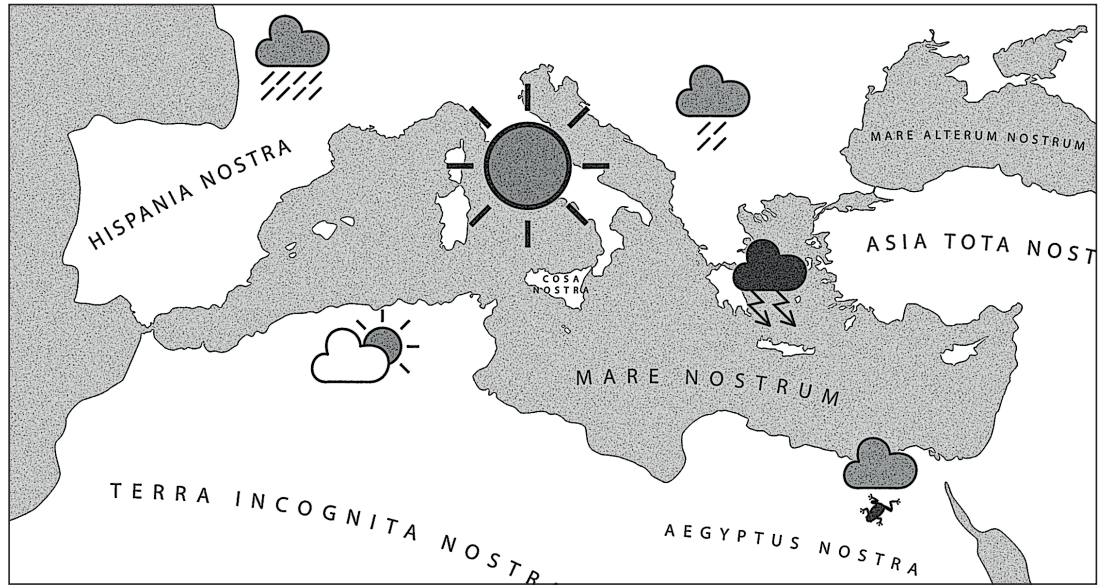 MARE ALTERUM NOSTRUM
HISPANIA NOSTRA
ASIA TOTA NOST
COSA
NOSTRA
MARE NOSTRUM
TERRA INCOGNITA NOSTR
AEGYPTUS NOSTRA